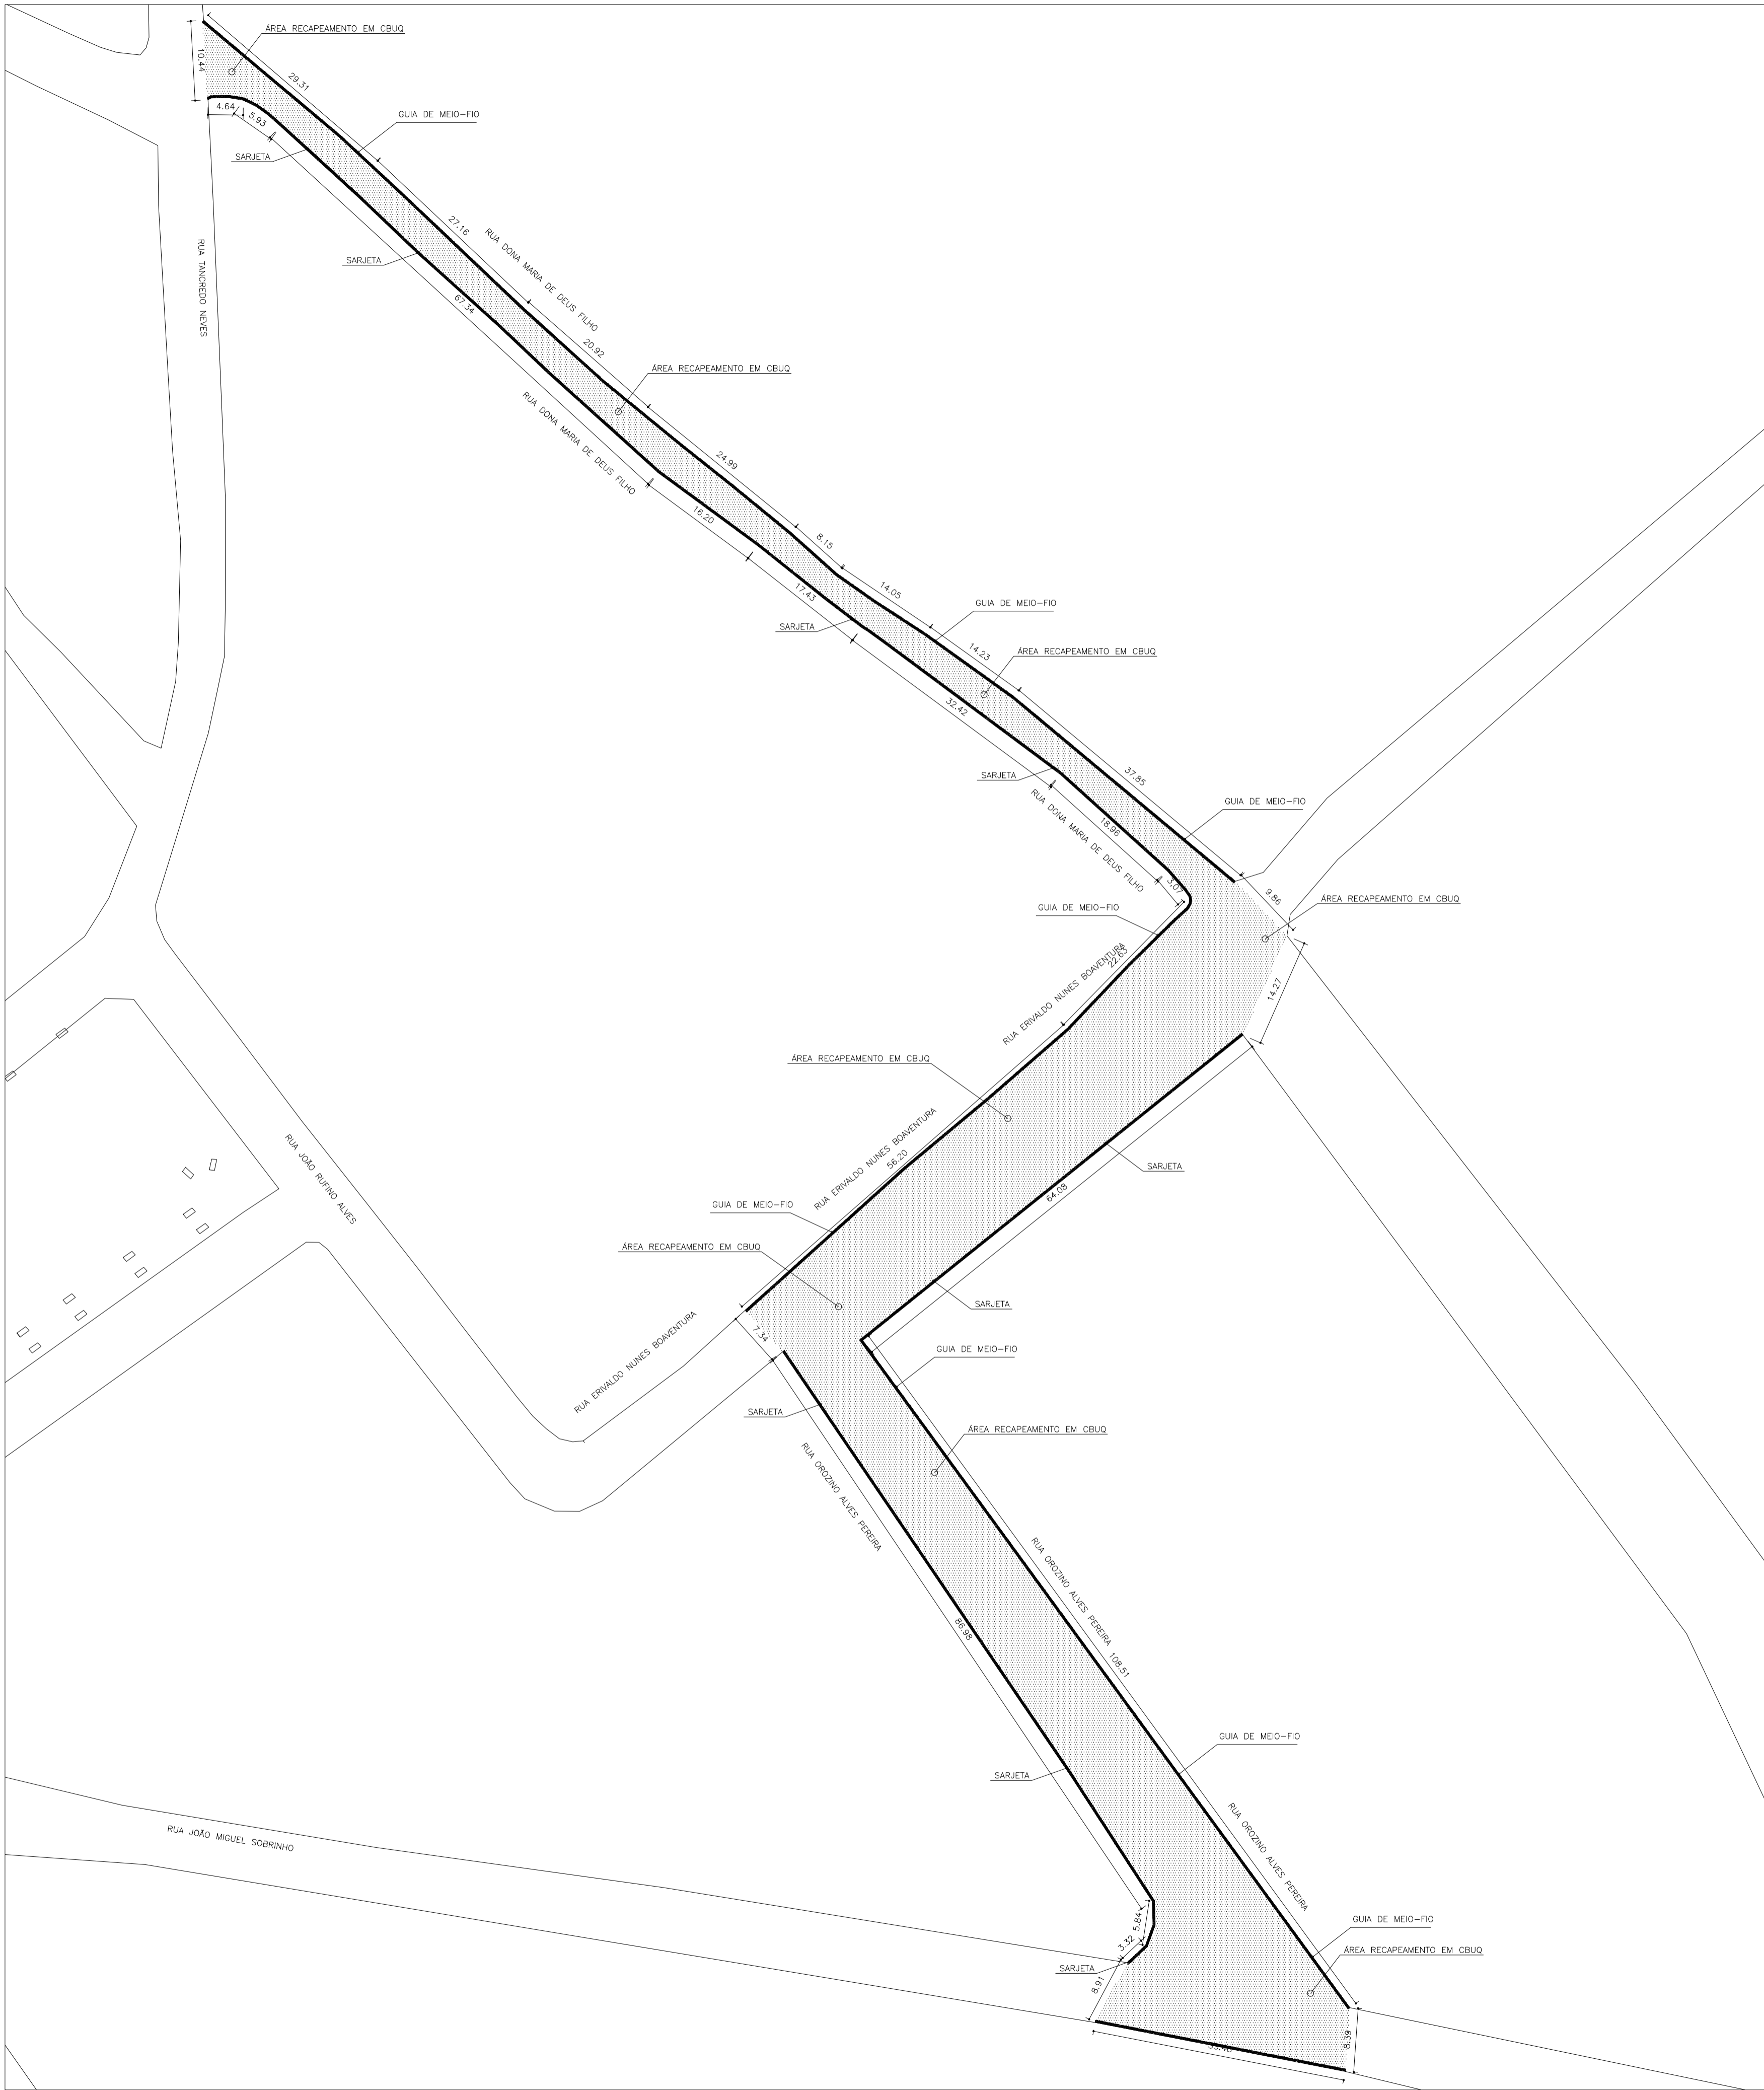 ÁREA RECAPEAMENTO EM CBUQ
10.44
29.31
4.64
5.93
GUIA DE MEIO-FIO
SARJETA
27.16
RUA DONA MARIA DE DEUS FILHO
RUA TANCREDO NEVES
SARJETA
67.34
20.92
ÁREA RECAPEAMENTO EM CBUQ
RUA DONA MARIA DE DEUS FILHO
24.99
16.20
8.15
17.43
14.05
GUIA DE MEIO-FIO
SARJETA
14.23
ÁREA RECAPEAMENTO EM CBUQ
32.42
37.85
SARJETA
RUA DONA MARIA DE DEUS FILHO
18.96
GUIA DE MEIO-FIO
3.07
9.86
ÁREA RECAPEAMENTO EM CBUQ
GUIA DE MEIO-FIO
RUA ERIVALDO NUNES BOAVENTURA
22.63
14.27
ÁREA RECAPEAMENTO EM CBUQ
RUA ERIVALDO NUNES BOAVENTURA
56.20
SARJETA
RUA JOÃO RUFINO ALVES
64.08
GUIA DE MEIO-FIO
ÁREA RECAPEAMENTO EM CBUQ
SARJETA
7.34
RUA ERIVALDO NUNES BOAVENTURA
GUIA DE MEIO-FIO
SARJETA
ÁREA RECAPEAMENTO EM CBUQ
RUA OROZINO ALVES PEREIRA
RUA OROZINO ALVES PEREIRA
86.98
108.51
GUIA DE MEIO-FIO
SARJETA
RUA JOÃO MIGUEL SOBRINHO
RUA OROZINO ALVES PEREIRA
5.84
GUIA DE MEIO-FIO
3.32
ÁREA RECAPEAMENTO EM CBUQ
SARJETA
8.91
8.39